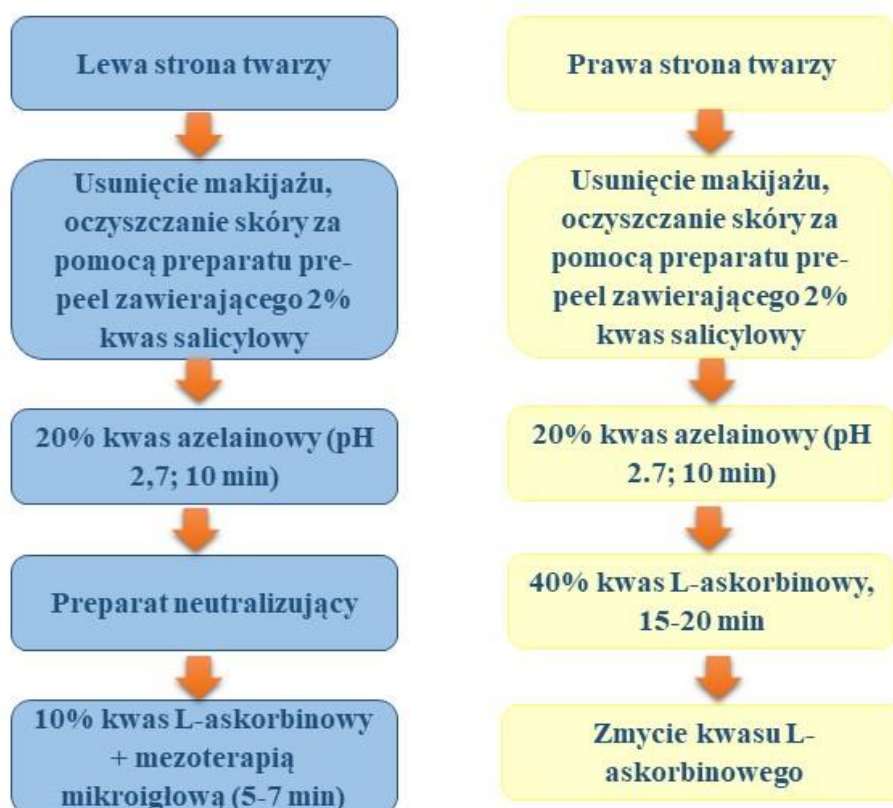 Lewa strona twarzy
Usunięcie makijażu,
oczyszczanie skóry za
pomocą preparatu pre-
peel zawierającego 2%
kwas salicylowy
20% kwas azelainowy (pH
2,7; 10 min)
Preparat neutralizujący
10% kwas L-askorbinowy
+ mezoterapią
mikroigłową (5-7 min)
Prawa strona twarzy
Usunięcie makijażu,
oczyszczanie skóry za
pomocą preparatu pre-
peel zawierającego 2%
kwas salicylowy
20% kwas azelainowy (pH
2.7; 10 min)
40% kwas L-askorbinowy,
15-20 min
Zmycie kwasu L-
askorbinowego